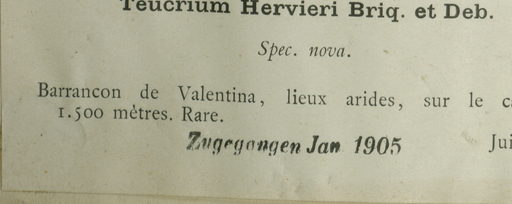 Teucrium Hervieri Briq. et Deb.
Spec. nova.
Barrancon de Valentina, lieux arides, sur le
1.500 mètres. Rare.
Zugegangen Jan 1905